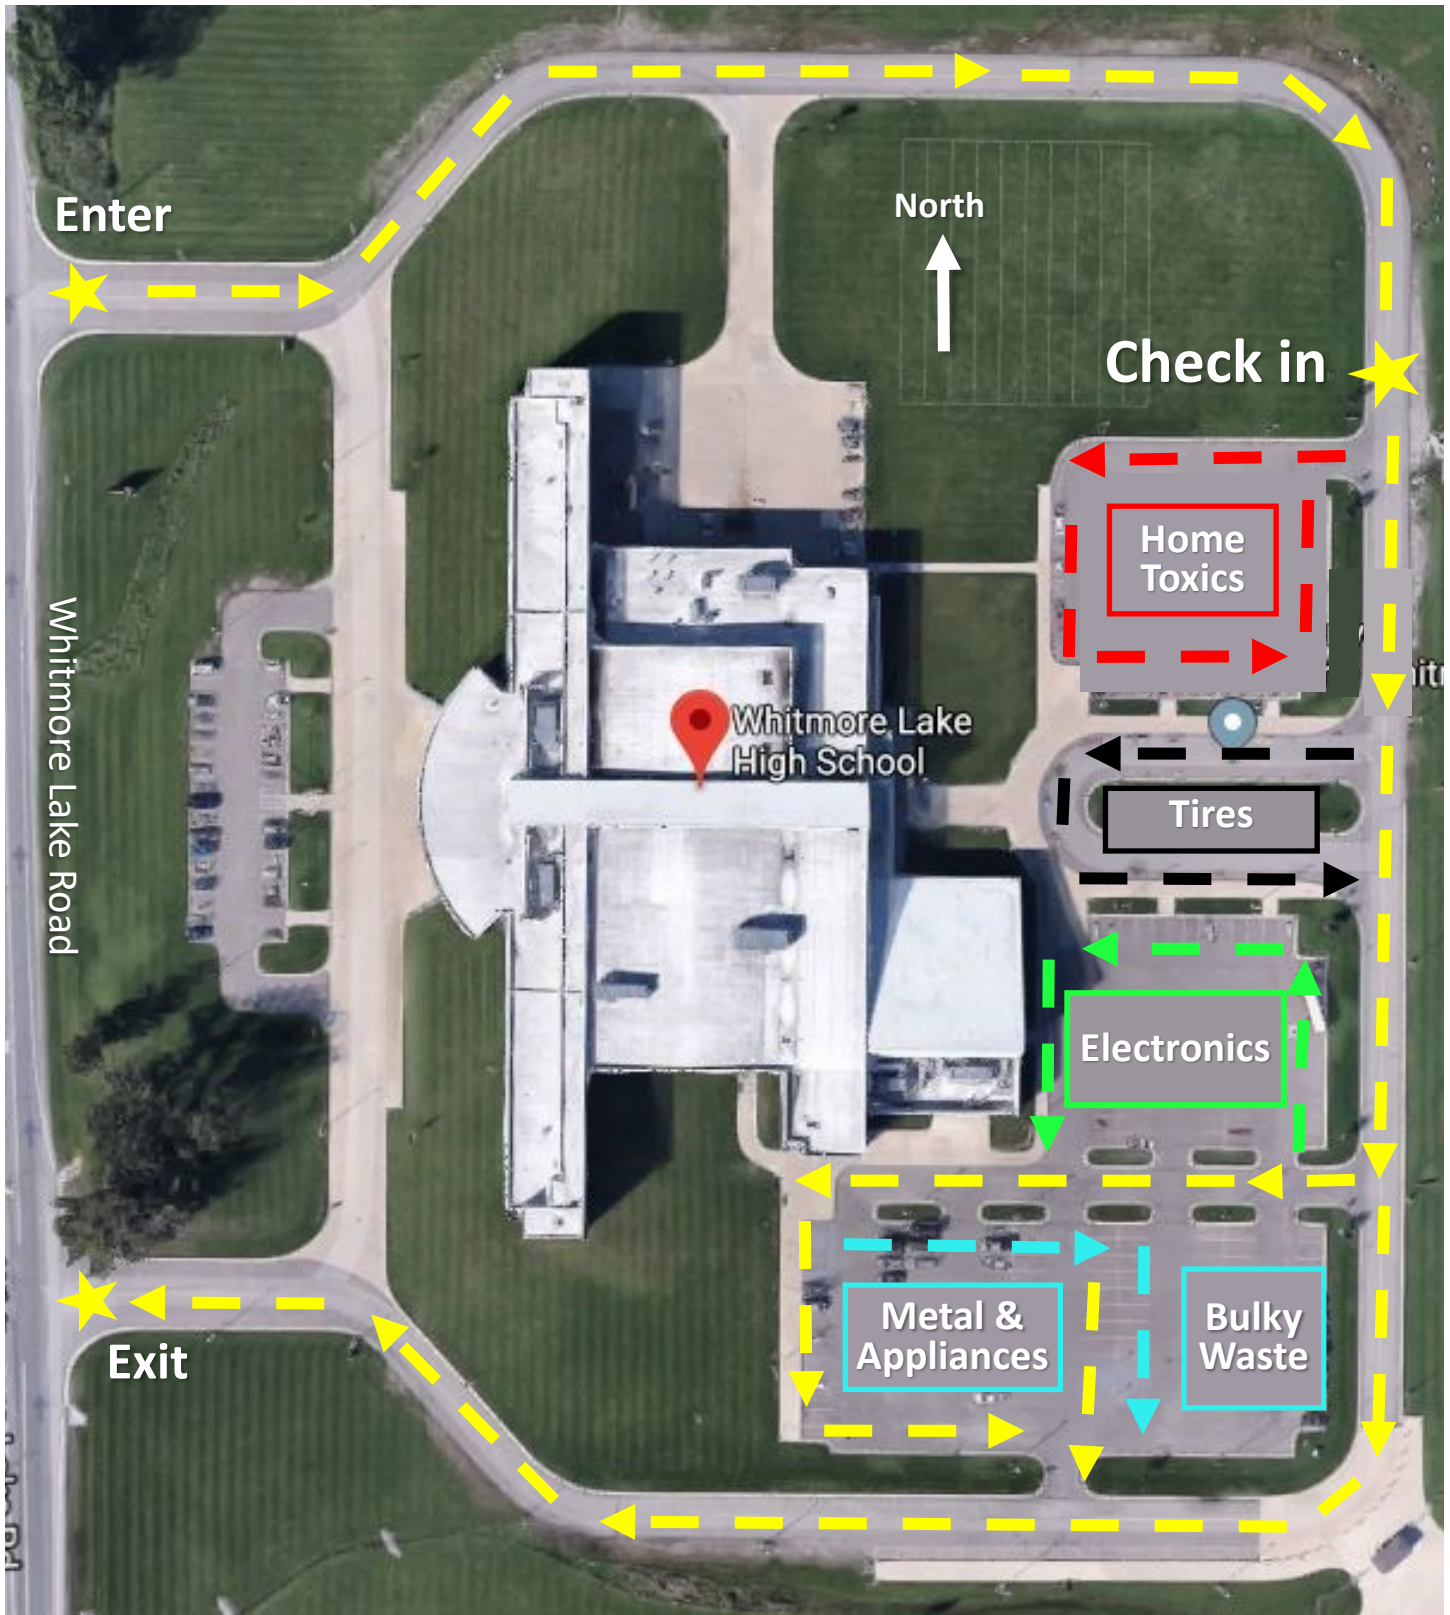 Enter
North
Check in
Home
Toxics
Whitmore Lake Road
Whitmore Lake
High School
Tires
Electronics
Metal &
Appliances
Bulky
Waste
Exit